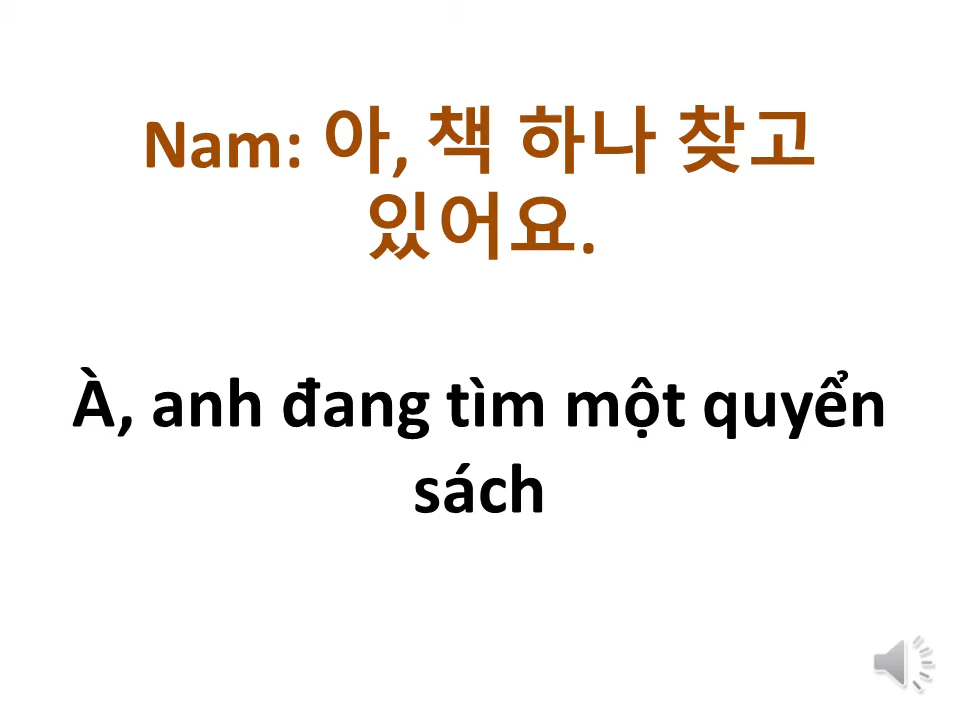 Nam: 아, 책 하나 찾고
있어요.
À, anh đang tìm một quyển
sách